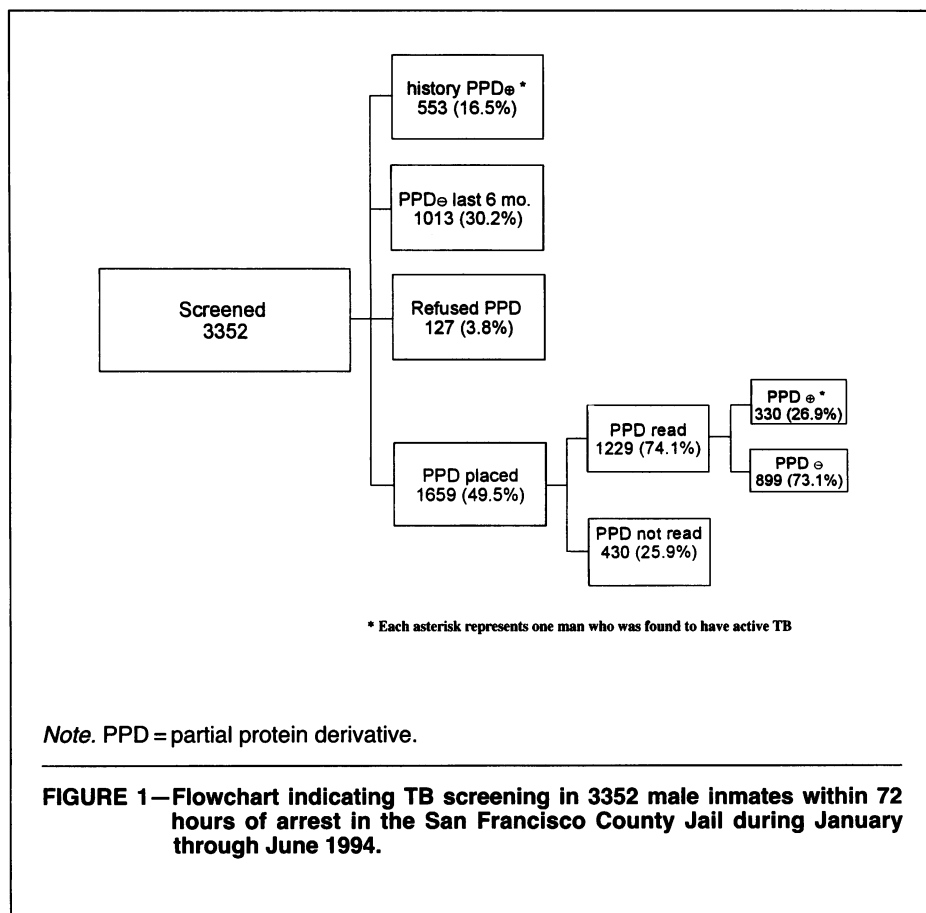 history PPD⊕ *
553 (16.5%)
PPD⊖ last 6 mo.
1013 (30.2%)
Screened
3352
Refused PPD
127 (3.8%)
PPD placed
1659 (49.5%)
PPD read
1229 (74.1%)
PPD ⊕ *
330 (26.9%)
PPD ⊖
899 (73.1%)
PPD not read
430 (25.9%)
* Each asterisk represents one man who was found to have active TB
Note. PPD = partial protein derivative.
FIGURE 1—Flowchart indicating TB screening in 3352 male inmates within 72
hours of arrest in the San Francisco County Jail during January
through June 1994.